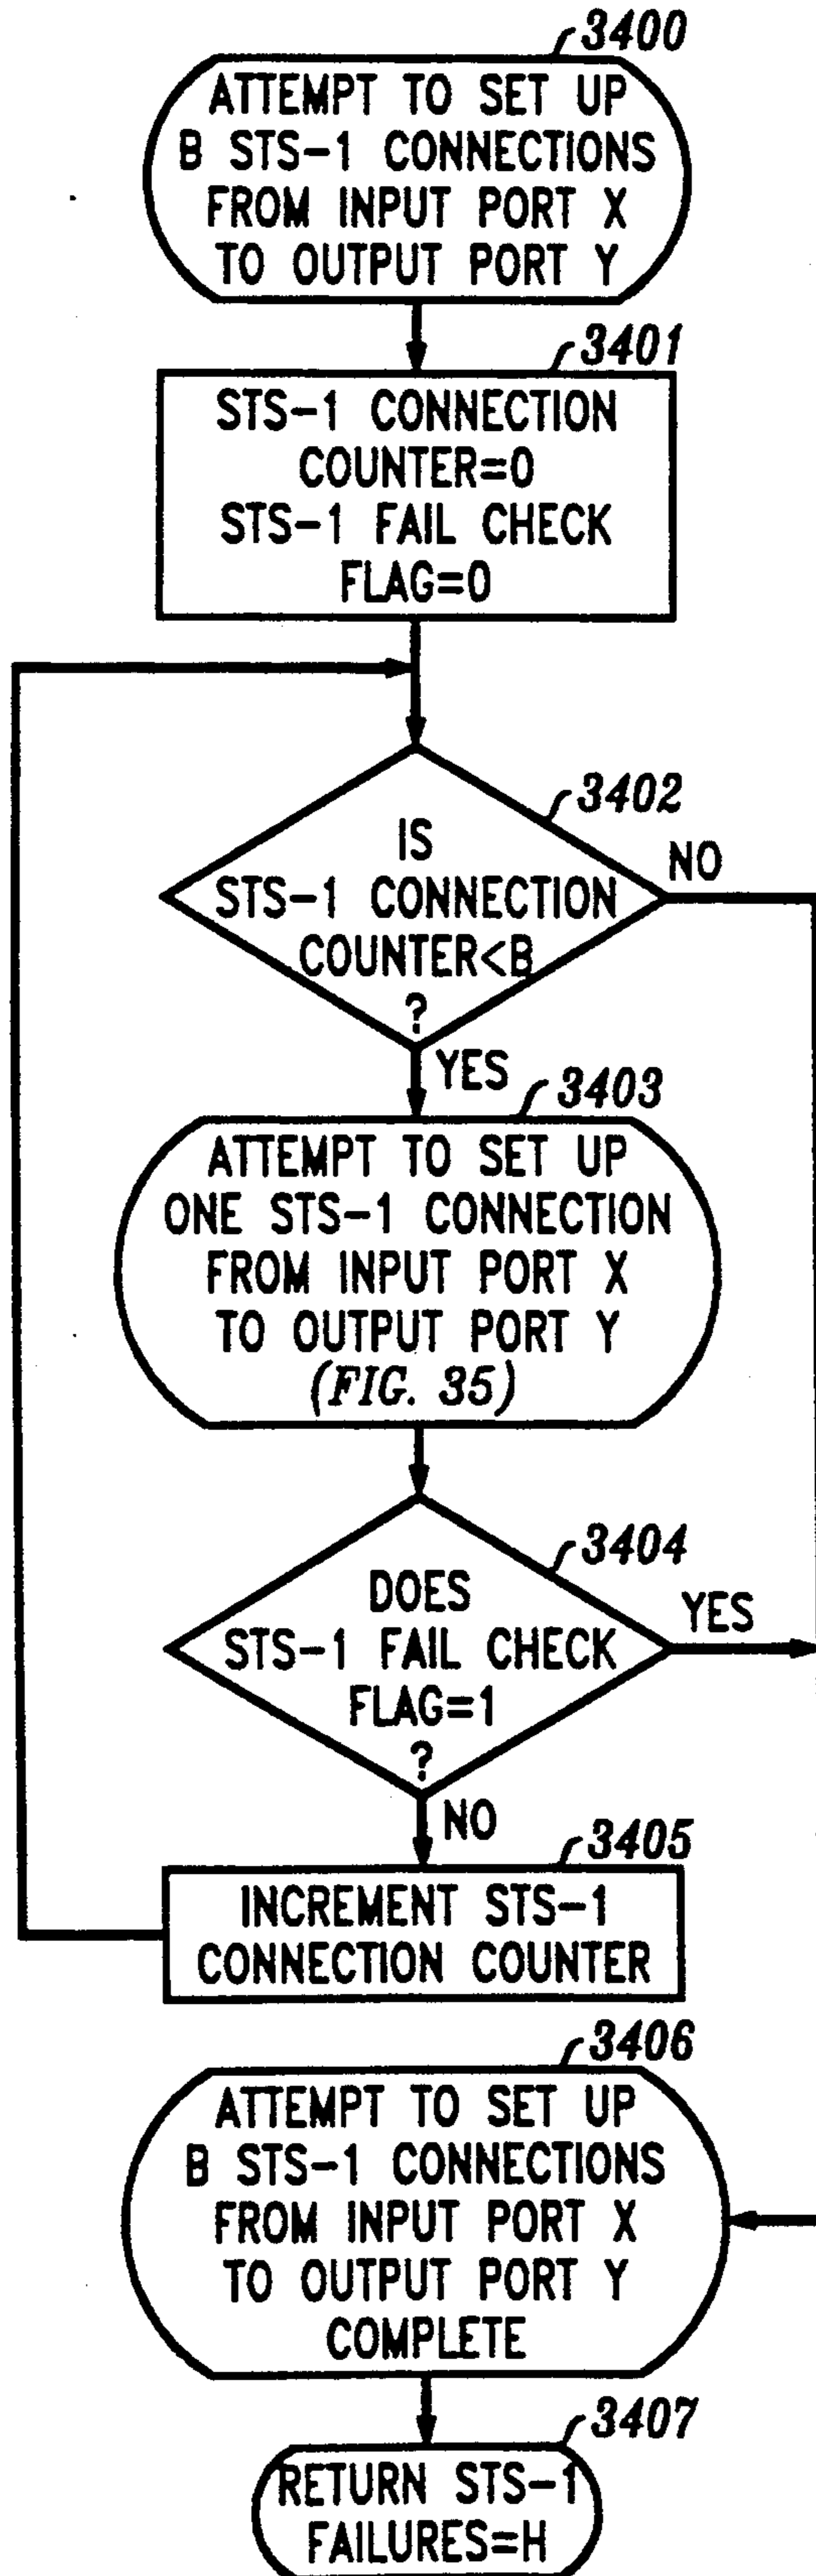 3400
ATTEMPT TO SET UP
B STS-1 CONNECTIONS
FROM INPUT PORT X
TO OUTPUT PORT Y
3401
STS-1 CONNECTION
COUNTER=0
STS-1 FAIL CHECK
FLAG=0
3402
IS
STS-1 CONNECTION
COUNTER<B
?
NO
YES
3403
ATTEMPT TO SET UP
ONE STS-1 CONNECTION
FROM INPUT PORT X
TO OUTPUT PORT Y
(FIG. 35)
3404
DOES
STS-1 FAIL CHECK
FLAG=1
?
YES
NO
3405
INCREMENT STS-1
CONNECTION COUNTER
3406
ATTEMPT TO SET UP
B STS-1 CONNECTIONS
FROM INPUT PORT X
TO OUTPUT PORT Y
COMPLETE
3407
RETURN STS-1
FAILURES=H